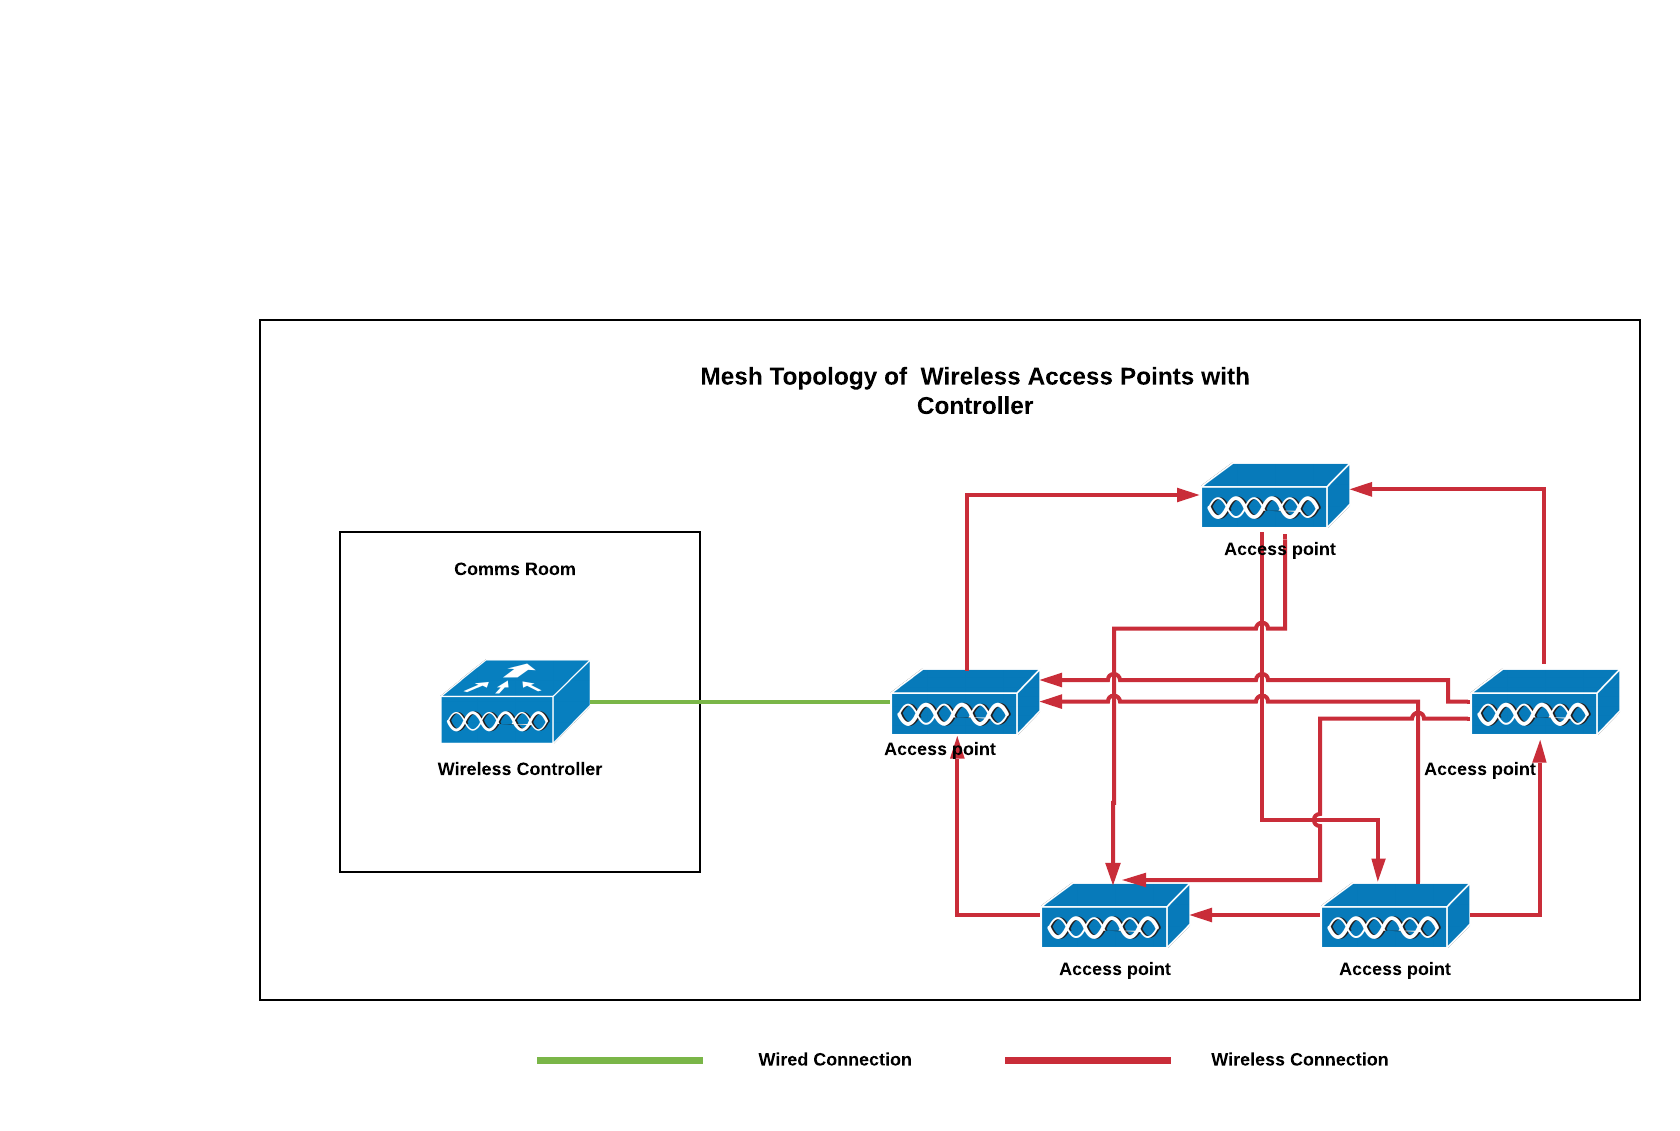 Mesh Topology of  Wireless Access Points with
Controller
Access point
Comms Room
Access point
Wireless Controller
Access point
Access point
Access point
Wired Connection
Wireless Connection